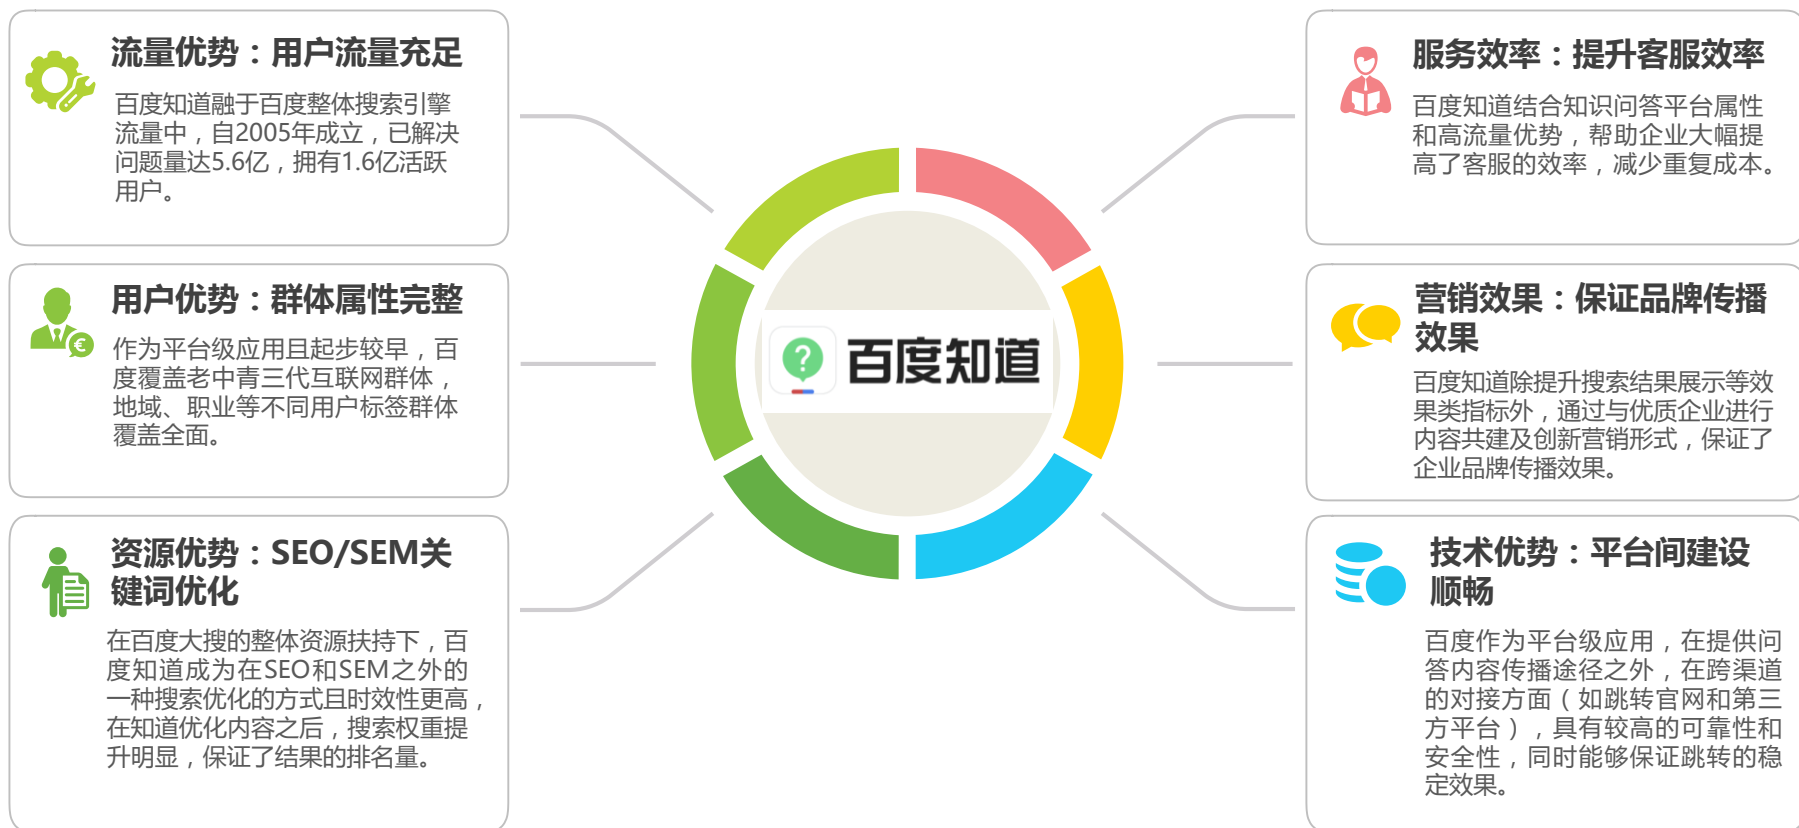 流量优势：用户流量充足
百度知道融于百度整体搜索引擎
流量中，自2005年成立，已解决
问题量达5.6亿，拥有1.6亿活跃
用户。
用户优势：群体属性完整
作为平台级应用且起步较早，百
度覆盖老中青三代互联网群体，
地域、职业等不同用户标签群体
覆盖全面。
资源优势：SEO/SEM关
键词优化
在百度大搜的整体资源扶持下，百
度知道成为在SEO和SEM之外的
一种搜索优化的方式且时效性更高，
在知道优化内容之后，搜索权重提
升明显，保证了结果的排名量。
百度知道
服务效率：提升客服效率
百度知道结合知识问答平台属性
和高流量优势，帮助企业大幅提
高了客服的效率，减少重复成本。
营销效果：保证品牌传播
效果
百度知道除提升搜索结果展示等效
果类指标外，通过与优质企业进行
内容共建及创新营销形式，保证了
企业品牌传播效果。
技术优势：平台间建设
顺畅
百度作为平台级应用，在提供问
答内容传播途径之外，在跨渠道
的对接方面（如跳转官网和第三
方平台），具有较高的可靠性和
安全性，同时能够保证跳转的稳
定效果。